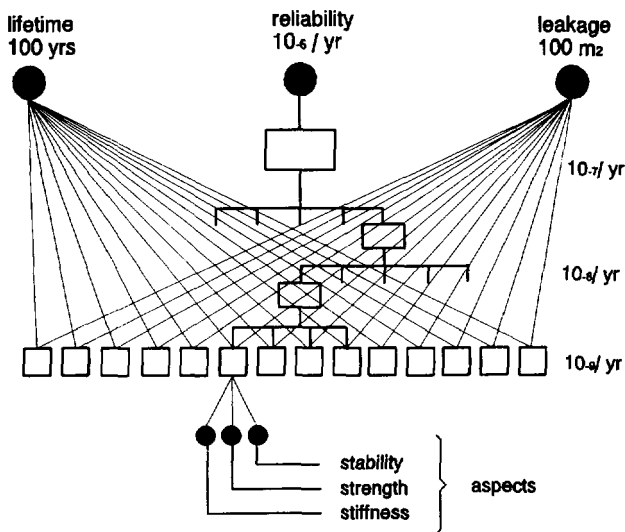 lifetime
100 yrs
reliability
10-6 / yr
leakage
100 m2
10-7/ yr
10-8/ yr
10-9/ yr
stability
strength
stiffness
aspects